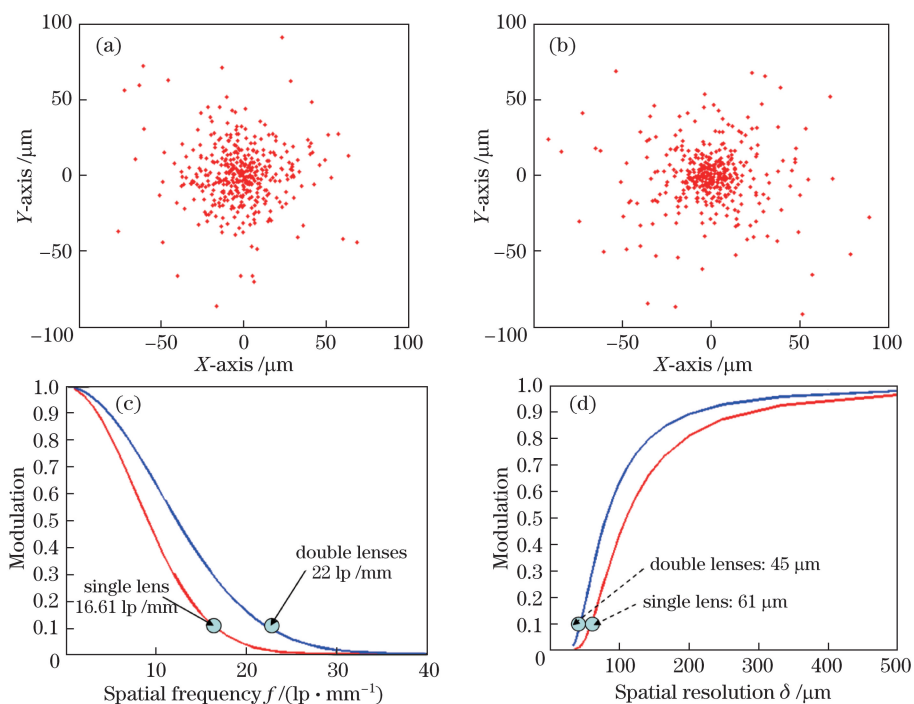 (a)
100
50
0
−50
−100
Y-axis /μm
−50
0
50
100
X-axis /μm
(b)
100
50
0
−50
−100
Y-axis /μm
−50
0
50
100
X-axis /μm
(c)
1.0
0.9
0.8
0.7
0.6
0.5
0.4
0.3
0.2
0.1
Modulation
double lenses
22 lp /mm
single lens
16.61 lp /mm
10
20
30
40
Spatial frequency f /(lp · mm⁻¹)
(d)
1.0
0.9
0.8
0.7
0.6
0.5
0.4
0.3
0.2
0.1
0
Modulation
double lenses: 45 μm
single lens: 61 μm
100
200
300
400
500
Spatial resolution δ /μm